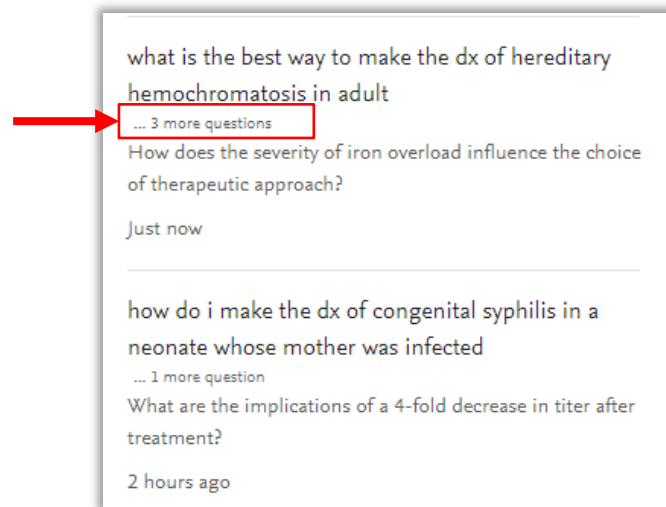 what is the best way to make the dx of hereditary
hemochromatosis in adult
... 3 more questions
How does the severity of iron overload influence the choice
of therapeutic approach?
Just now
how do i make the dx of congenital syphilis in a
neonate whose mother was infected
... 1 more question
What are the implications of a 4-fold decrease in titer after
treatment?
2 hours ago